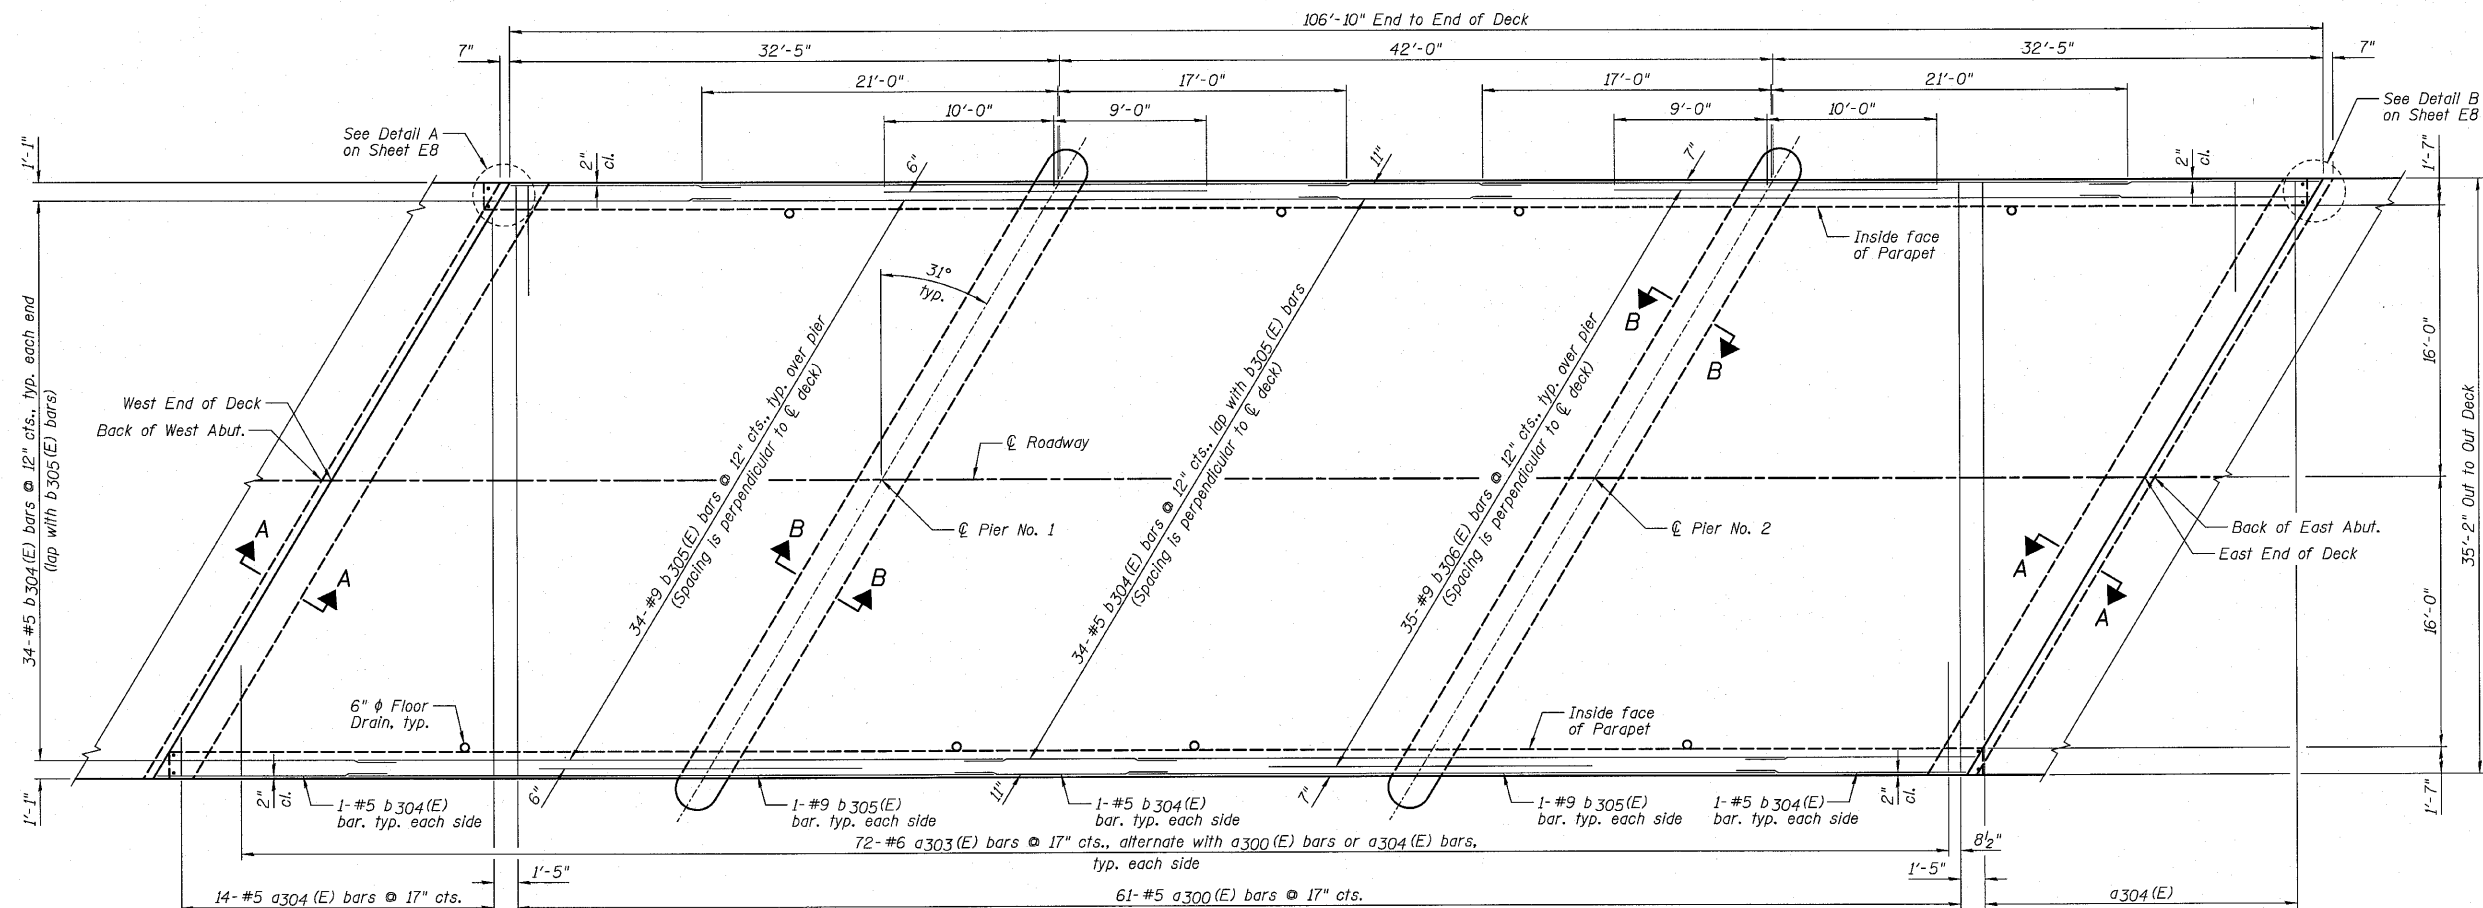 106'-10" End to End of Deck
7"
32'-5"
42'-0"
32'-5"
7"
21'-0"
17'-0"
17'-0"
21'-0"
10'-0"
9'-0"
9'-0"
10'-0"
See Detail A
on Sheet E8
See Detail B
on Sheet E8
1'-1"
2"
cl.
6"
11"
7"
2"
cl.
1'-7"
Inside face
of Parapet
31°
typ.
B
B
16'-0"
34-#5 b304(E) bars @ 12" cts., typ. each end
(lap with b305(E) bars)
34-#9 b305(E) bars @ 12" cts., typ. over pier
(Spacing is perpendicular to ℄ deck)
34-#5 b304(E) bars @ 12" cts., lap with b305(E) bars
(Spacing is perpendicular to ℄ deck)
35-#9 b306(E) bars @ 12" cts., typ. over pier
(Spacing is perpendicular to ℄ deck)
35'-2" Out to Out Deck
West End of Deck
Back of West Abut.
℄ Roadway
℄ Pier No. 1
℄ Pier No. 2
Back of East Abut.
East End of Deck
A
A
B
B
A
A
16'-0"
6" ϕ Floor
Drain, typ.
Inside face
of Parapet
1'-1"
2"
cl.
6"
11"
7"
2"
cl.
1'-7"
1-#5 b304(E)
bar. typ. each side
1-#9 b305(E)
bar. typ. each side
1-#5 b304(E)
bar. typ. each side
1-#9 b305(E)
bar. typ. each side
1-#5 b304(E)
bar. typ. each side
72-#6 a303(E) bars @ 17" cts., alternate with a300(E) bars or a304(E) bars,
typ. each side
8½"
1'-5"
1'-5"
14-#5 a304(E) bars @ 17" cts.
61-#5 a300(E) bars @ 17" cts.
a304(E)